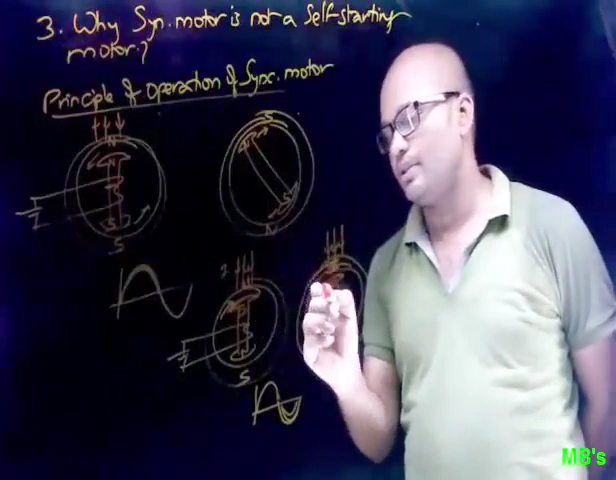 3. Why Syn. motor is not a Self-starting
motor?
Principle of operation of Sync. motor
N
S
N
S
S
N
S
N
S
MB's